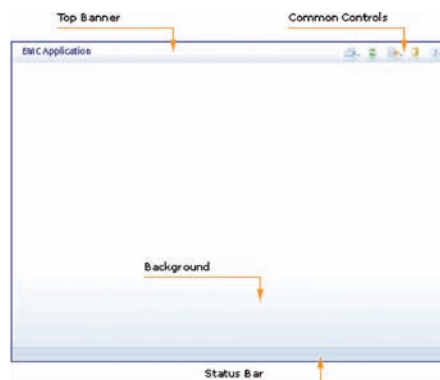 Top Banner
Common Controls
EMC Application
Background
Status Bar